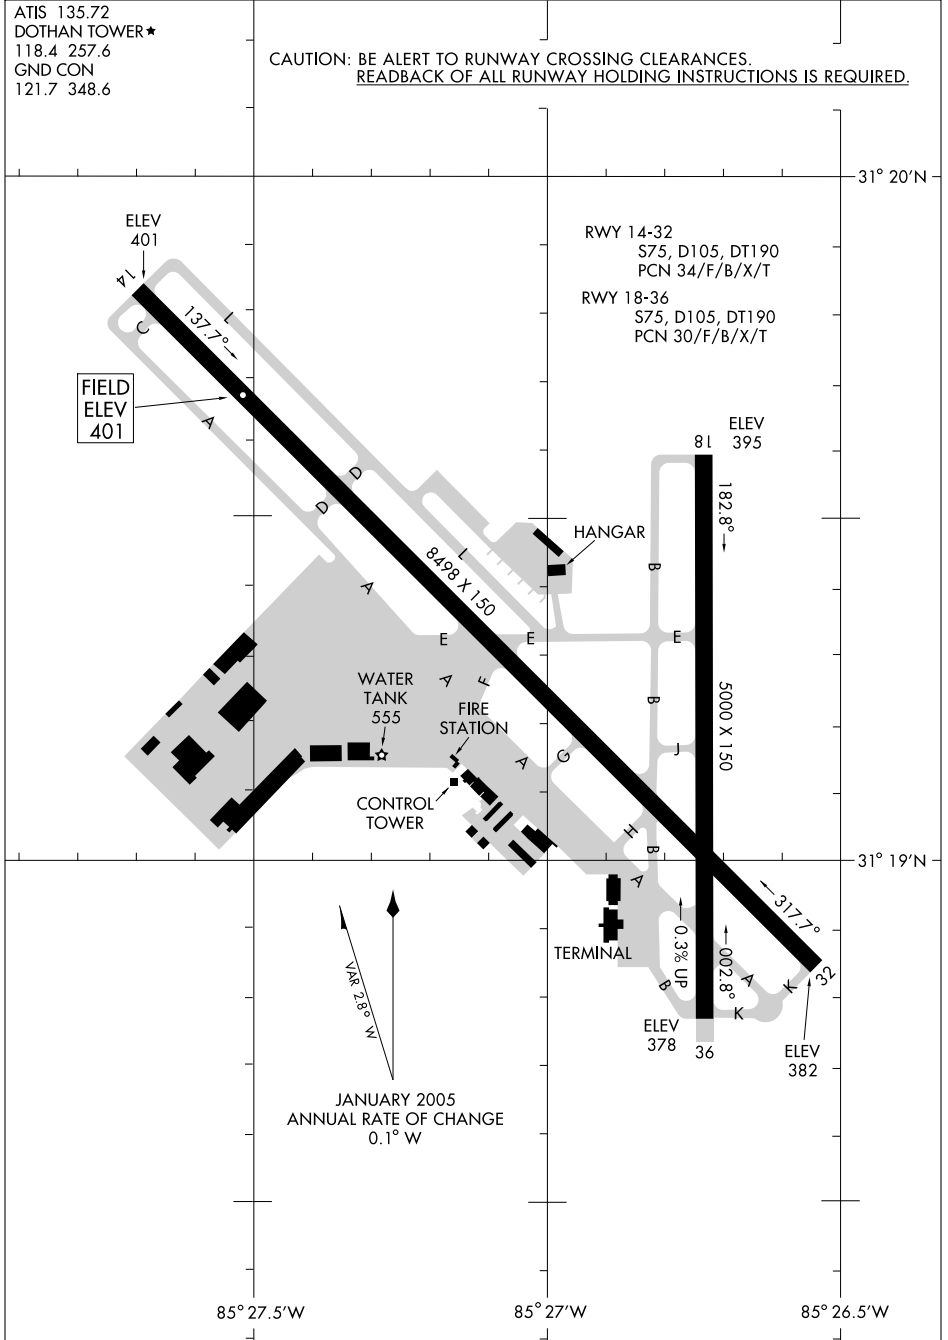 ATIS 135.72
DOTHAN TOWER★
118.4 257.6
GND CON
121.7 348.6
CAUTION: BE ALERT TO RUNWAY CROSSING CLEARANCES.
READBACK OF ALL RUNWAY HOLDING INSTRUCTIONS IS REQUIRED.
31° 20'N
ELEV
401
RWY 14-32
S75, D105, DT190
PCN 34/F/B/X/T
RWY 18-36
S75, D105, DT190
PCN 30/F/B/X/T
14
C
137.7°
L
FIELD
ELEV
401
A
D
D
18
ELEV
395
182.8°
HANGAR
L
8498 X 150
A
B
E
E
E
A
F
WATER
TANK
555
FIRE
STATION
B
5000 X 150
J
A
G
CONTROL
TOWER
H
B
A
31° 19'N
317.7°
TERMINAL
0.3% UP
002.8°
B
A
K
K
32
VAR 2.8° W
ELEV
378
36
ELEV
382
JANUARY 2005
ANNUAL RATE OF CHANGE
0.1° W
85° 27.5'W
85° 27'W
85° 26.5'W